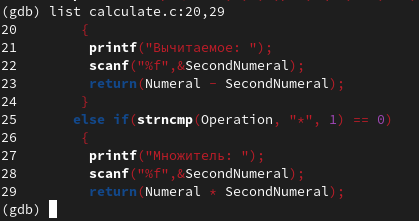 (gdb) list calculate.c:20,29
20 {
21 printf("Вычитаемое: ");
22 scanf("%f",&SecondNumeral);
23 return(Numeral - SecondNumeral);
24 }
25 else if(strncmp(Operation, "*", 1) == 0)
26 {
27 printf("Множитель: ");
28 scanf("%f",&SecondNumeral);
29 return(Numeral * SecondNumeral);
(gdb)